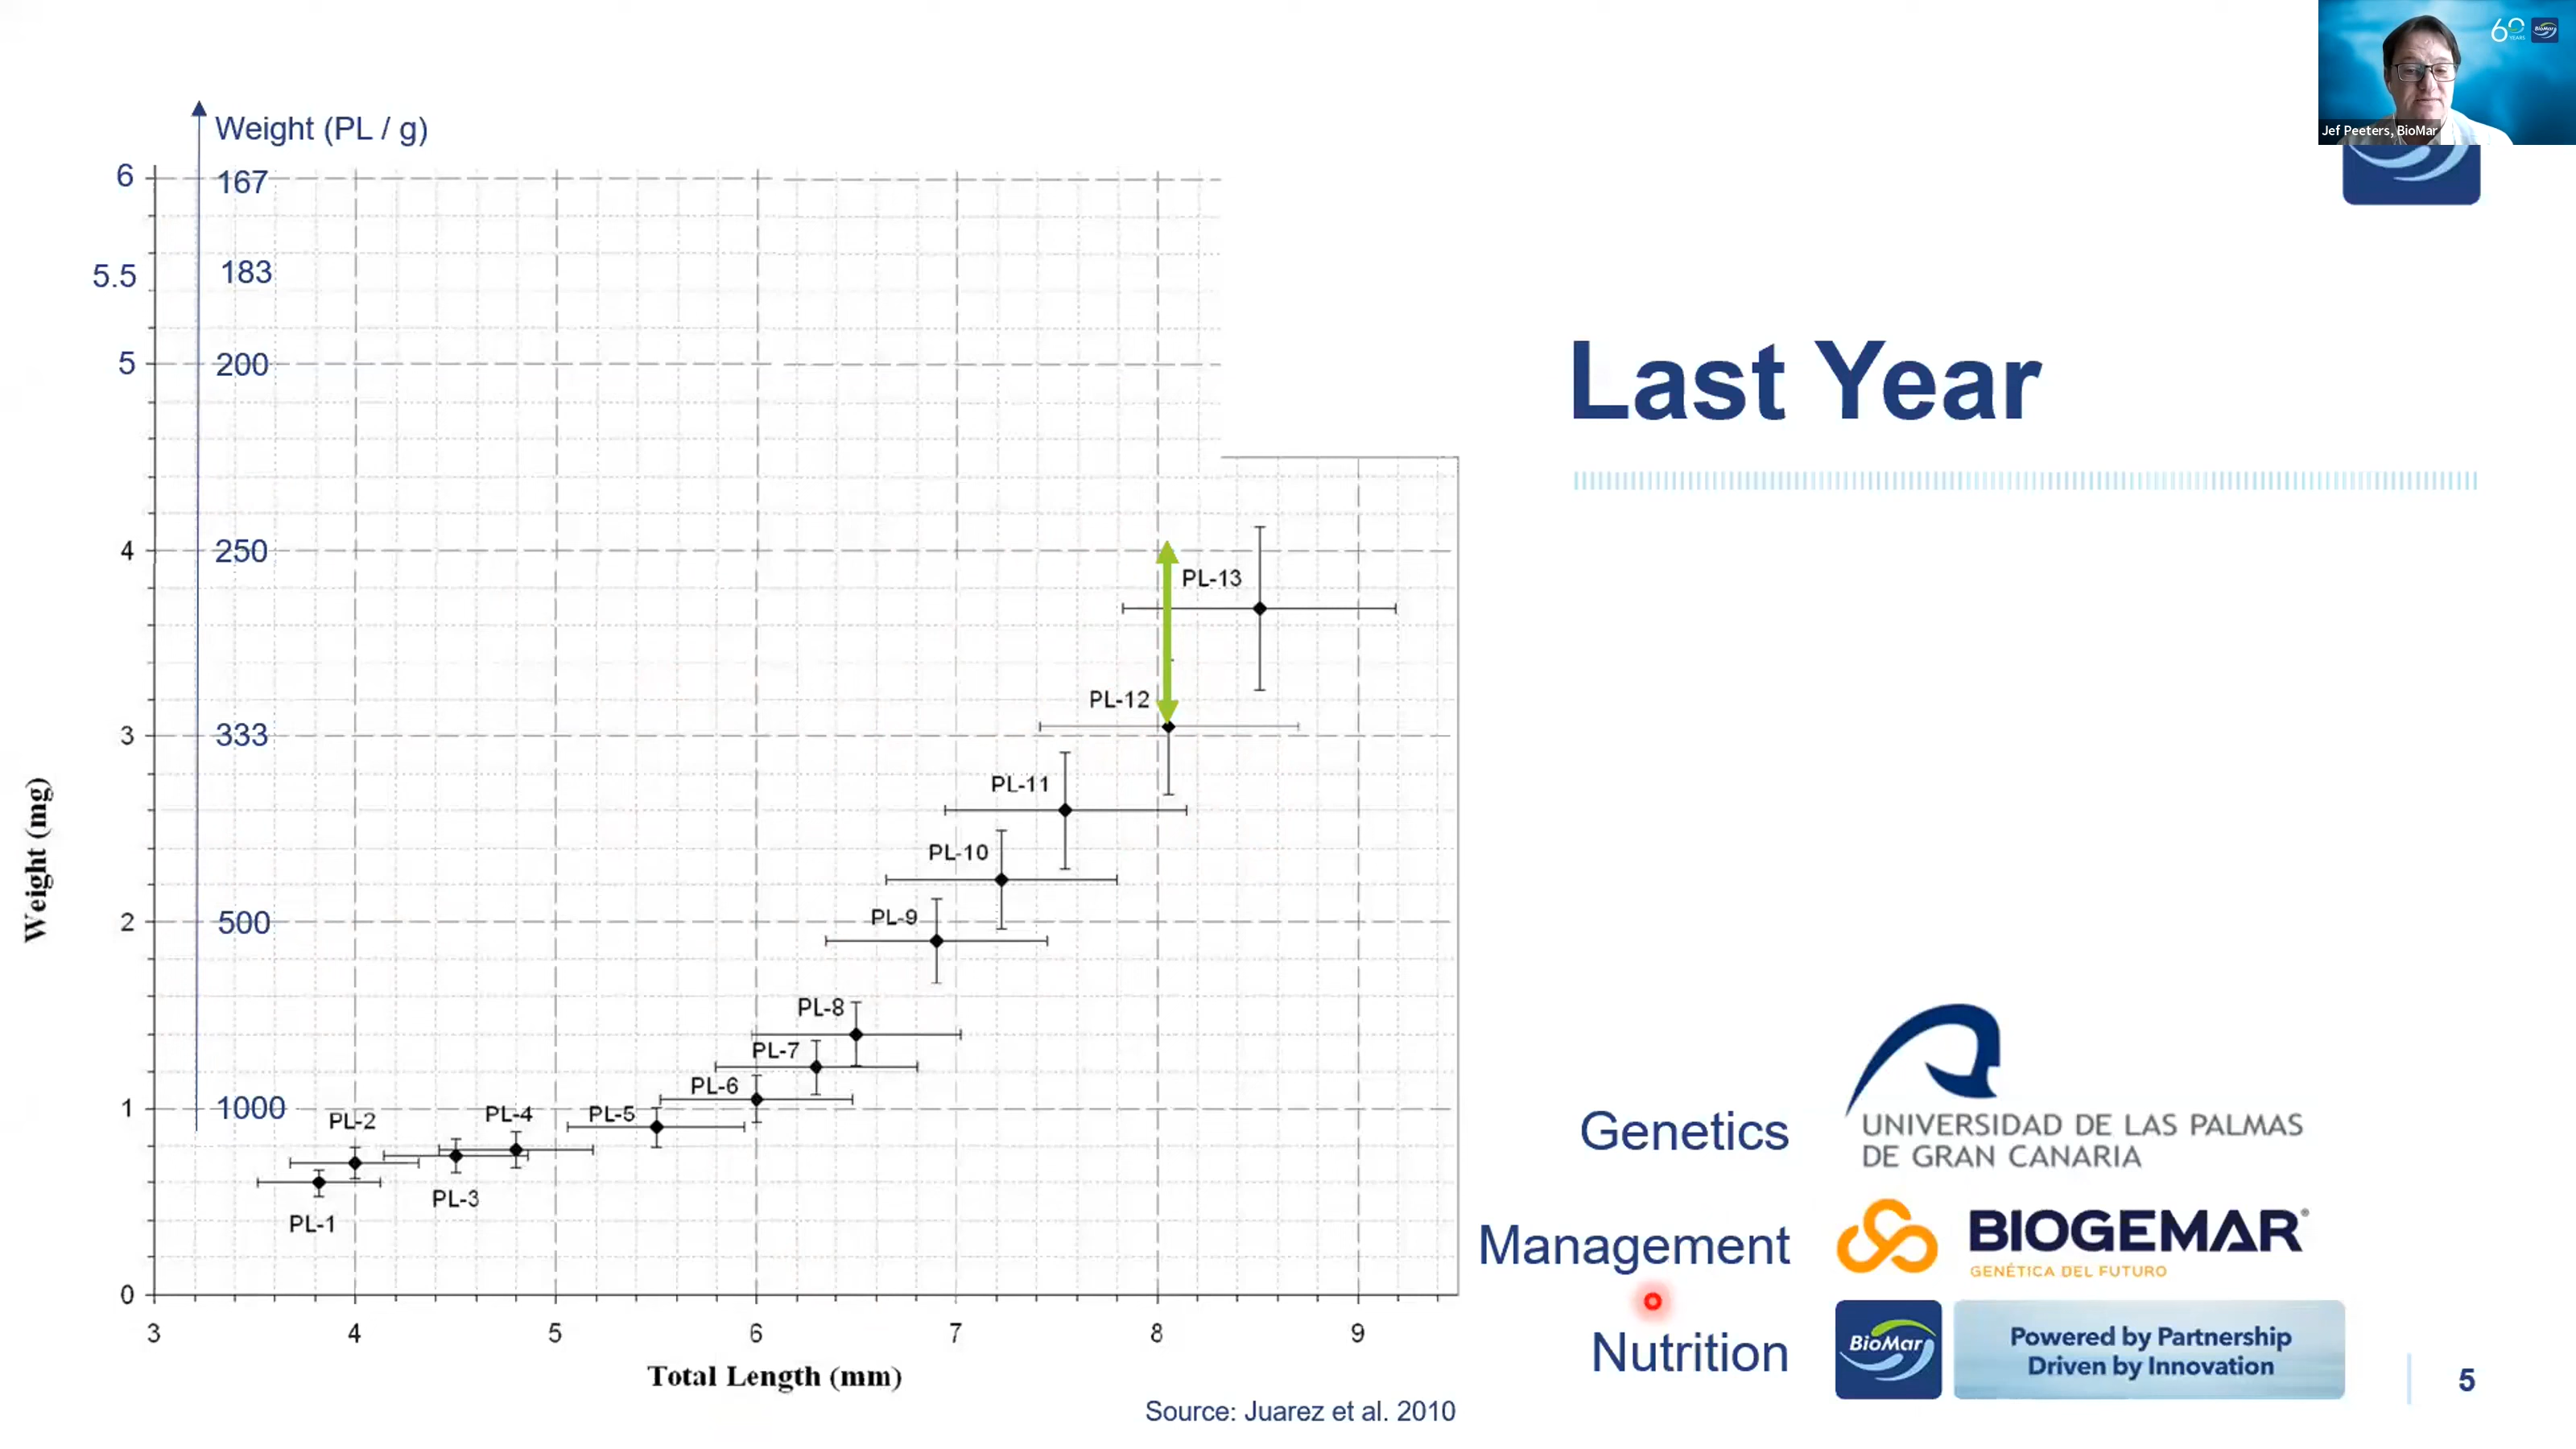 60 YEARS BioMar
Jef Peeters, BioMar
Weight (PL / g)
6
167
5.5
183
5
200
4
250
3
333
2
500
1
1000
0
Weight (mg)
PL-13
PL-12
PL-11
PL-10
PL-9
PL-8
PL-7
PL-6
PL-5
PL-4
PL-2
PL-3
PL-1
3
4
5
6
7
8
9
Total Length (mm)
Source: Juarez et al. 2010
Last Year
Genetics
UNIVERSIDAD DE LAS PALMAS
DE GRAN CANARIA
Management
BIOGEMAR®
GENÉTICA DEL FUTURO
Nutrition
BioMar
Powered by Partnership
Driven by Innovation
5